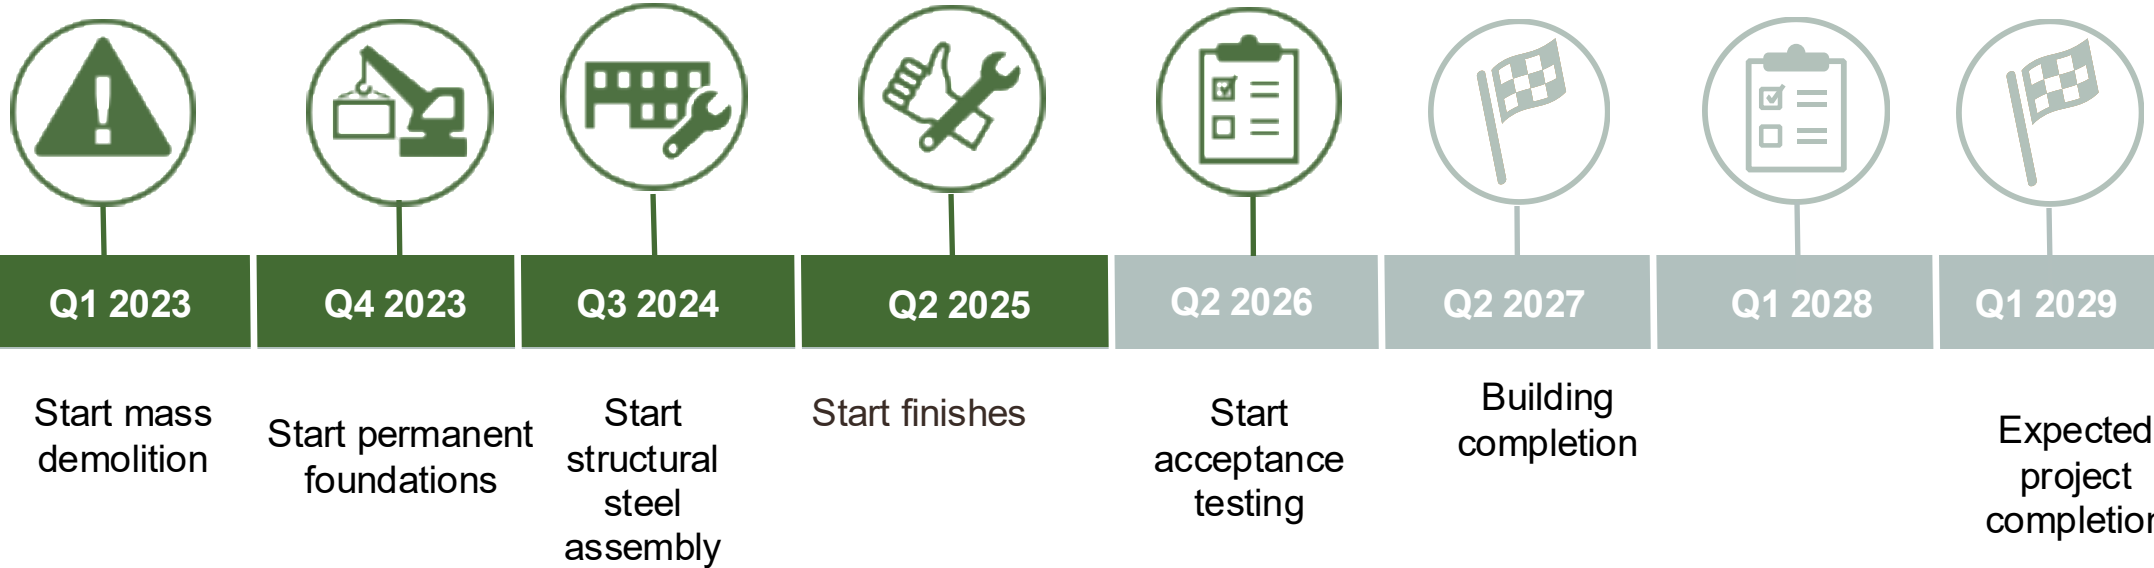 Q1 2023
Q4 2023
Q3 2024
Q2 2025
Q2 2026
Q2 2027
Q1 2028
Q1 2029
Start mass
demolition
Start permanent
foundations
Start
structural
steel
assembly
Start finishes
Start
acceptance
testing
Building
completion
Expected
project
completion